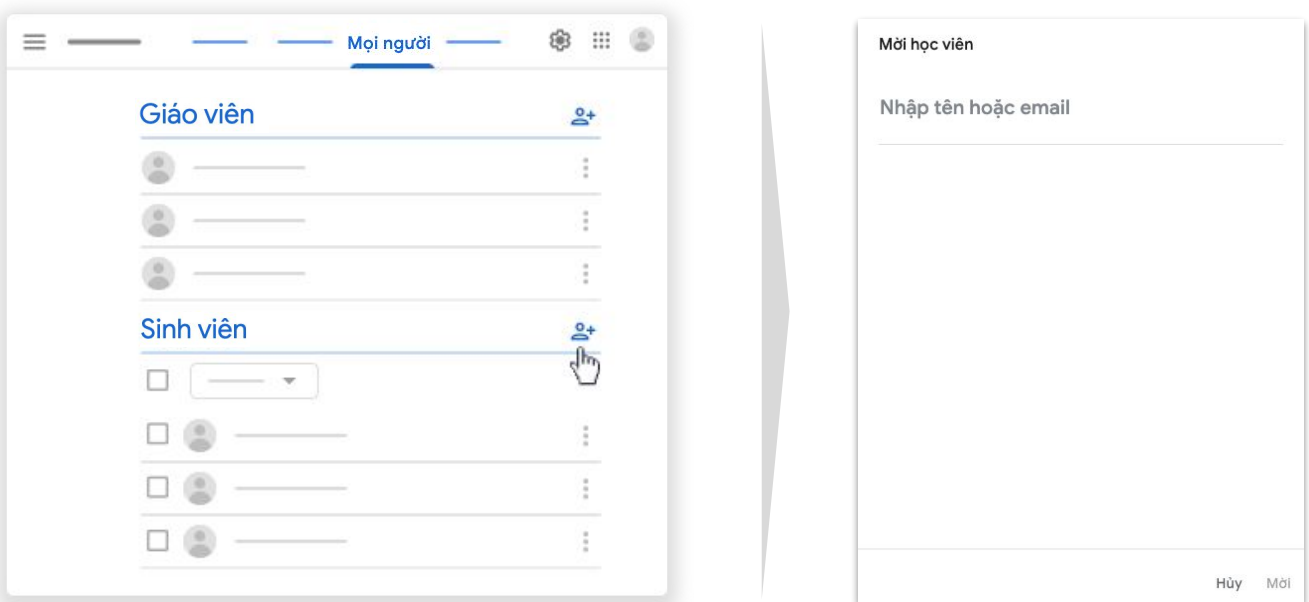 Mọi người
Giáo viên
Sinh viên
Mời học viên
Nhập tên hoặc email
Hủy
Mời